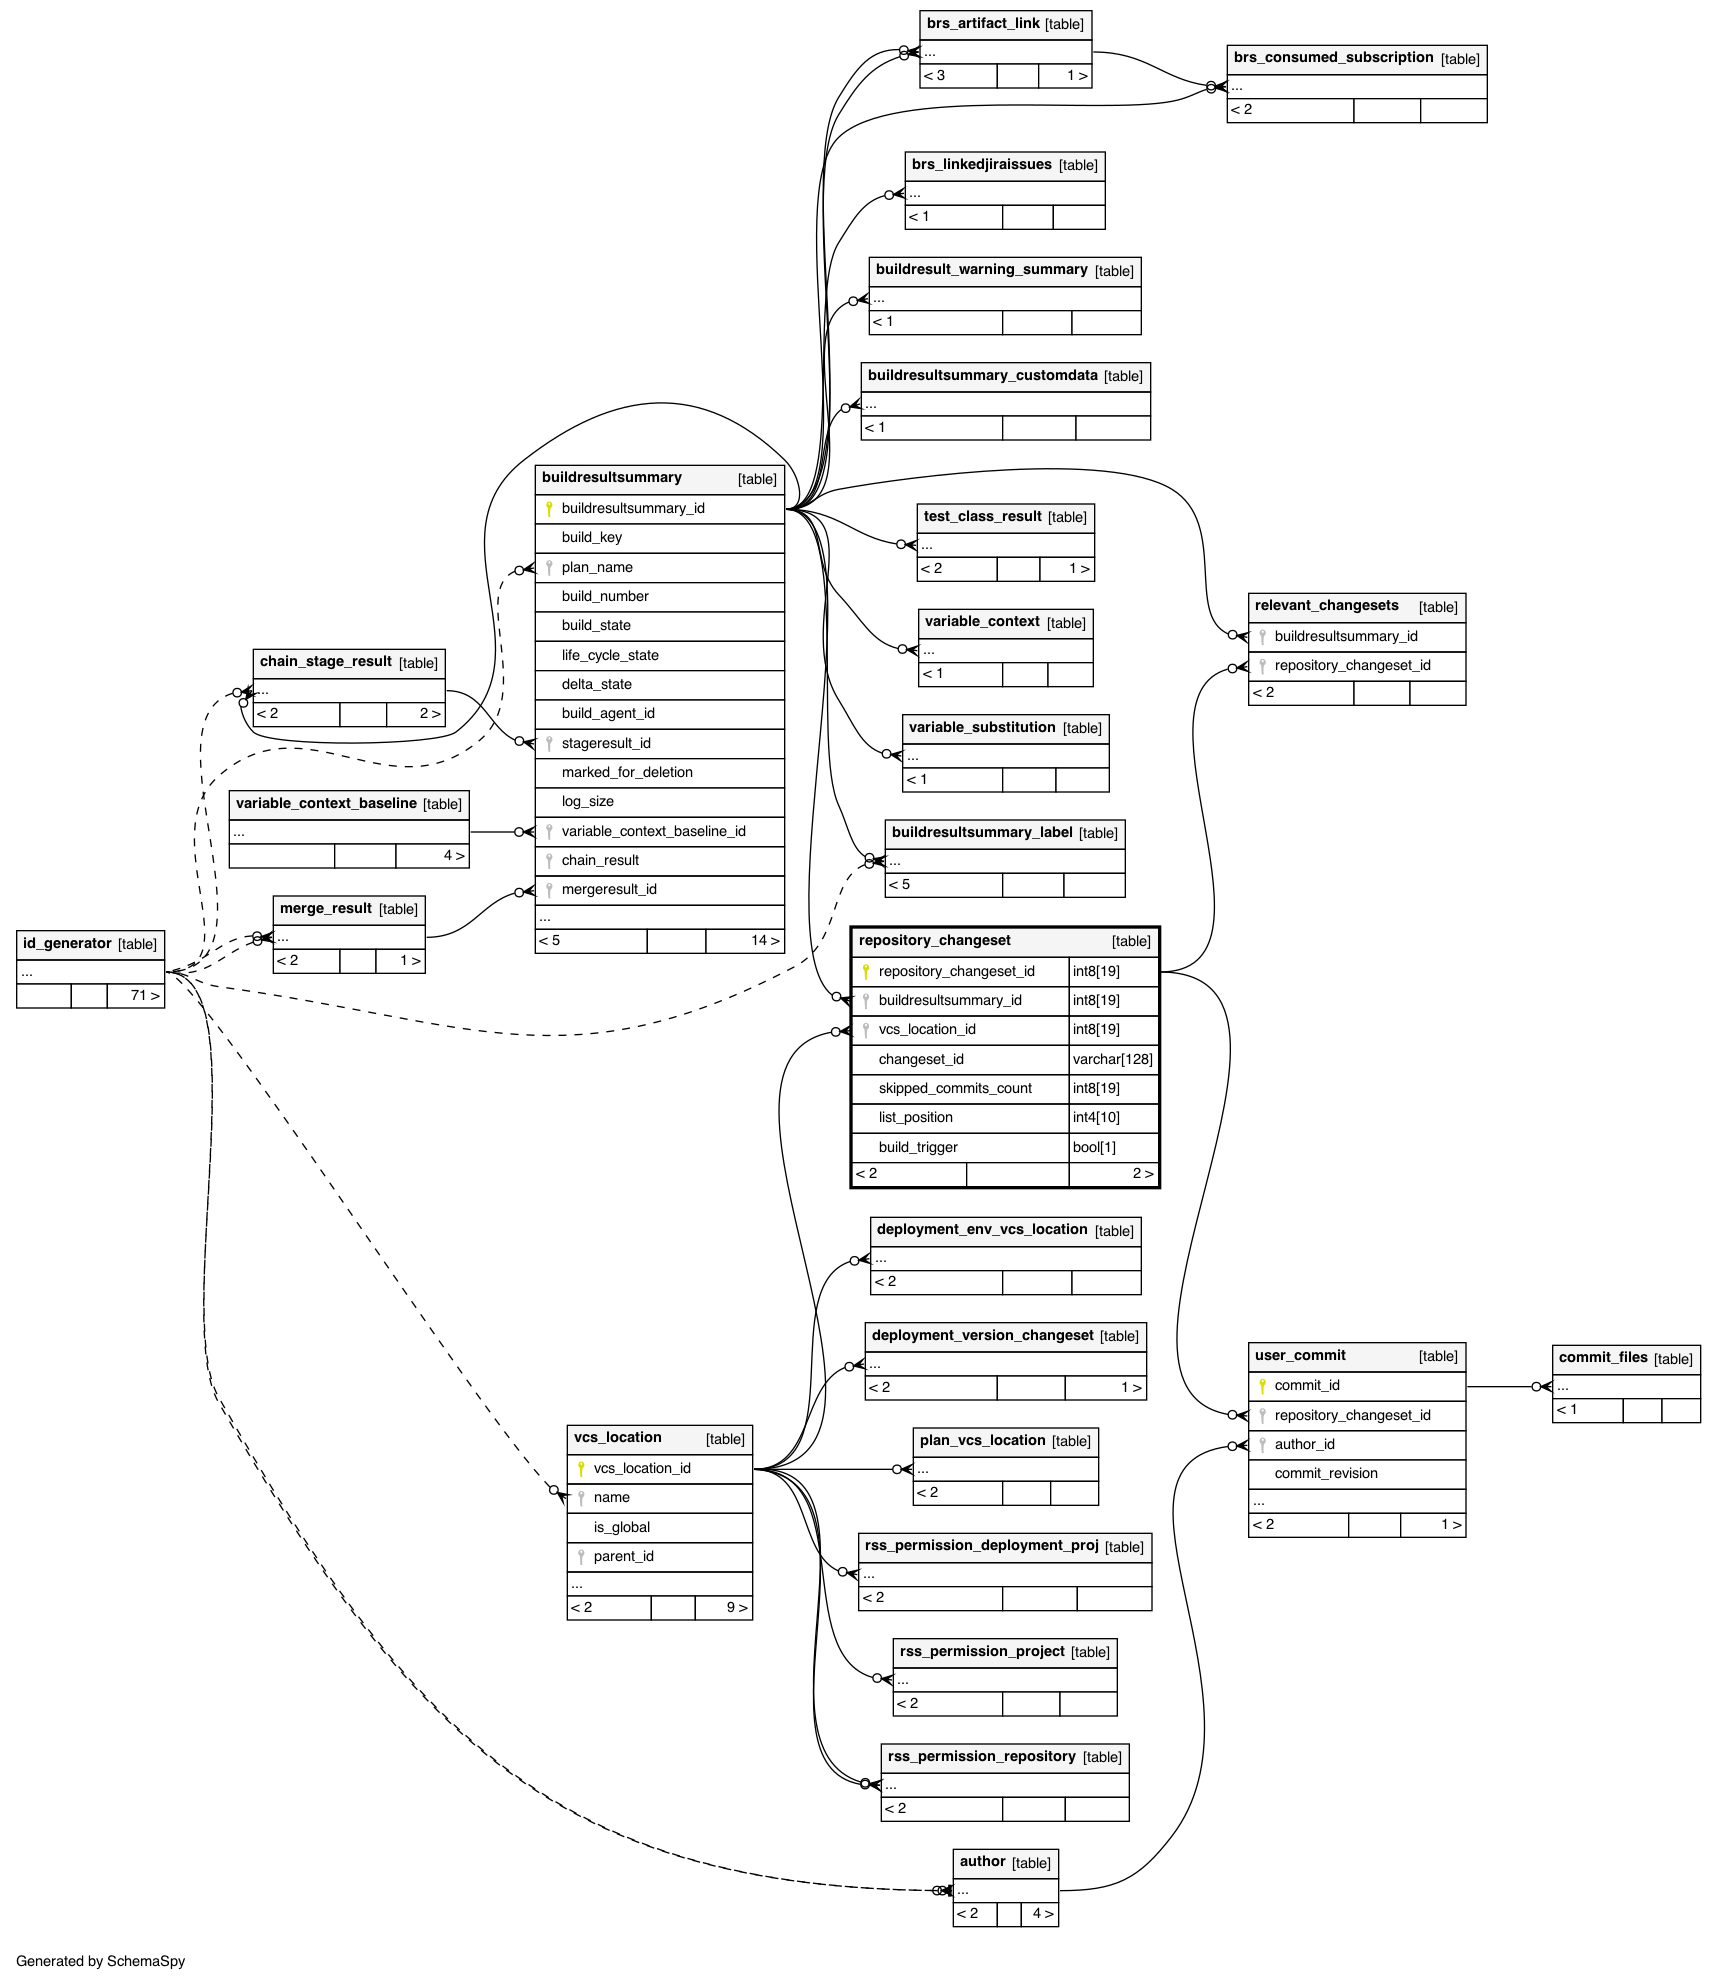 brs_artifact_link [table]
...
< 3 1 >
brs_consumed_subscription [table]
...
< 2
brs_linkedjiraissues [table]
...
< 1
buildresult_warning_summary [table]
...
< 1
buildresultsummary_customdata [table]
...
< 1
buildresultsummary [table]
buildresultsummary_id
build_key
plan_name
build_number
build_state
life_cycle_state
delta_state
build_agent_id
stageresult_id
marked_for_deletion
log_size
variable_context_baseline_id
chain_result
mergeresult_id
...
< 5 14 >
test_class_result [table]
...
< 2 1 >
relevant_changesets [table]
buildresultsummary_id
repository_changeset_id
< 2
variable_context [table]
...
< 1
chain_stage_result [table]
...
< 2 2 >
variable_substitution [table]
...
< 1
variable_context_baseline [table]
...
4 >
buildresultsummary_label [table]
...
< 5
merge_result [table]
...
< 2 1 >
id_generator [table]
...
71 >
repository_changeset [table]
repository_changeset_id int8[19]
buildresultsummary_id int8[19]
vcs_location_id int8[19]
changeset_id varchar[128]
skipped_commits_count int8[19]
list_position int4[10]
build_trigger bool[1]
< 2 2 >
deployment_env_vcs_location [table]
...
< 2
deployment_version_changeset [table]
...
< 2 1 >
user_commit [table]
commit_id
repository_changeset_id
author_id
commit_revision
...
< 2 1 >
commit_files [table]
...
< 1
vcs_location [table]
vcs_location_id
name
is_global
parent_id
...
< 2 9 >
plan_vcs_location [table]
...
< 2
rss_permission_deployment_proj [table]
...
< 2
rss_permission_project [table]
...
< 2
rss_permission_repository [table]
...
< 2
author [table]
...
< 2 4 >
Generated by SchemaSpy